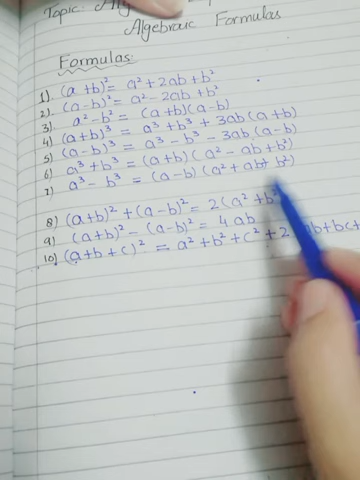 Topic:
Algebraic Formulas
Formulas:
1). (a+b)² = a² + 2ab + b²
2). (a-b)² = a² - 2ab + b²
3). a² - b² = (a+b)(a-b)
4) (a+b)³ = a³ + b³ + 3ab(a+b)
5) (a-b)³ = a³ - b³ - 3ab(a-b)
6) a³ + b³ = (a+b)(a² - ab + b²)
7) a³ - b³ = (a-b)(a² + ab + b²)
8) (a+b)² + (a-b)² = 2(a² + b²
9) (a+b)² - (a-b)² = 4ab
10) (a+b+c)² = a² + b² + c² + 2 ab+bc+